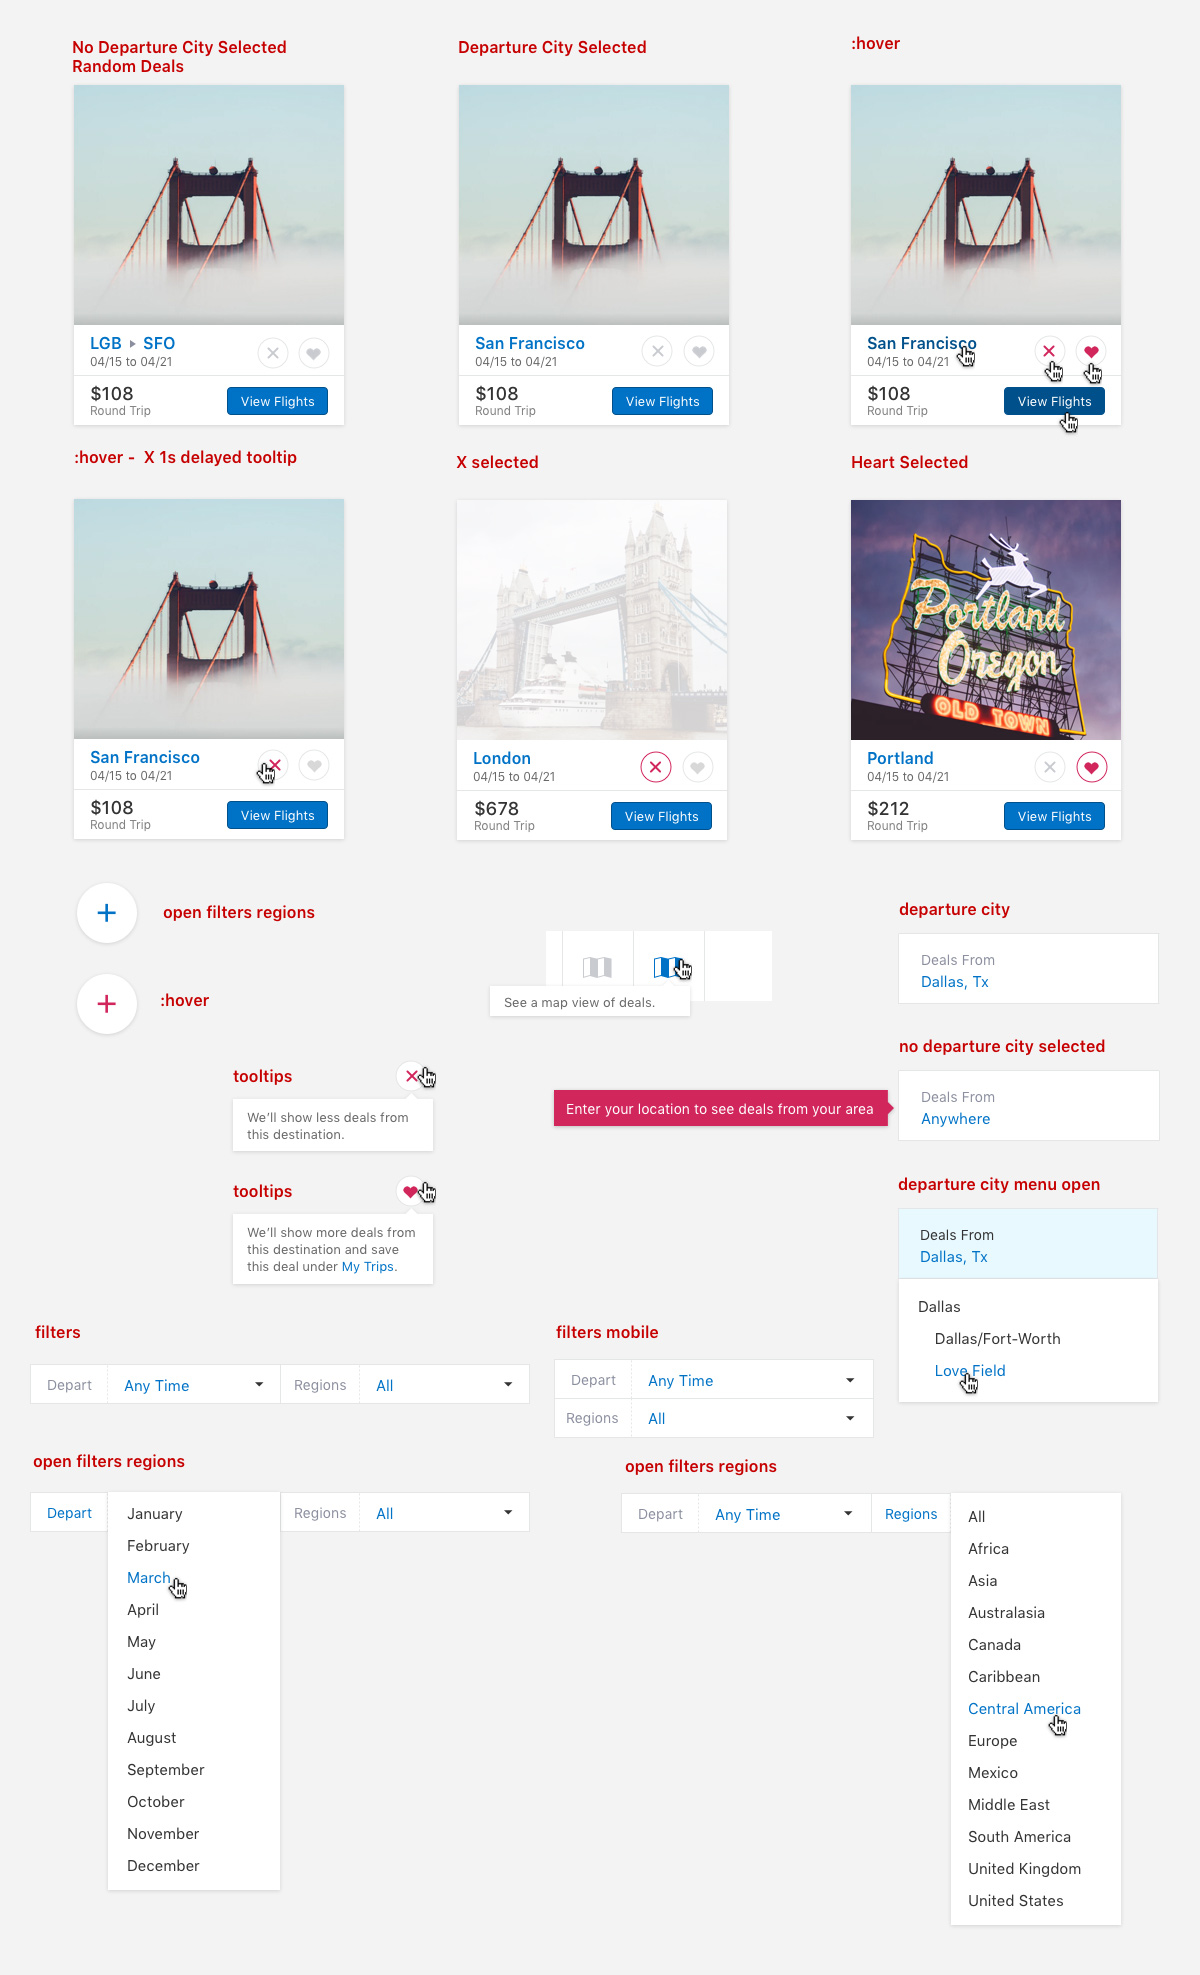 No Departure City Selected
Random Deals
Departure City Selected
:hover
LGB ▸ SFO
04/15 to 04/21
$108
Round Trip
View Flights
San Francisco
04/15 to 04/21
$108
Round Trip
View Flights
San Francisco
04/15 to 04/21
$108
Round Trip
View Flights
:hover - X 1s delayed tooltip
X selected
Heart Selected
Portland
Oregon
OLD TOWN
San Francisco
04/15 to 04/21
$108
Round Trip
View Flights
London
04/15 to 04/21
$678
Round Trip
View Flights
Portland
04/15 to 04/21
$212
Round Trip
View Flights
open filters regions
:hover
See a map view of deals.
departure city
Deals From
Dallas, Tx
no departure city selected
Deals From
Anywhere
Enter your location to see deals from your area
tooltips
We'll show less deals from
this destination.
tooltips
We'll show more deals from
this destination and save
this deal under My Trips.
departure city menu open
Deals From
Dallas, Tx
Dallas
Dallas/Fort-Worth
Love Field
filters
Depart Any Time Regions All
filters mobile
Depart Any Time
Regions All
open filters regions
Depart Regions All
January
February
March
April
May
June
July
August
September
October
November
December
open filters regions
Depart Any Time Regions
All
Africa
Asia
Australasia
Canada
Caribbean
Central America
Europe
Mexico
Middle East
South America
United Kingdom
United States